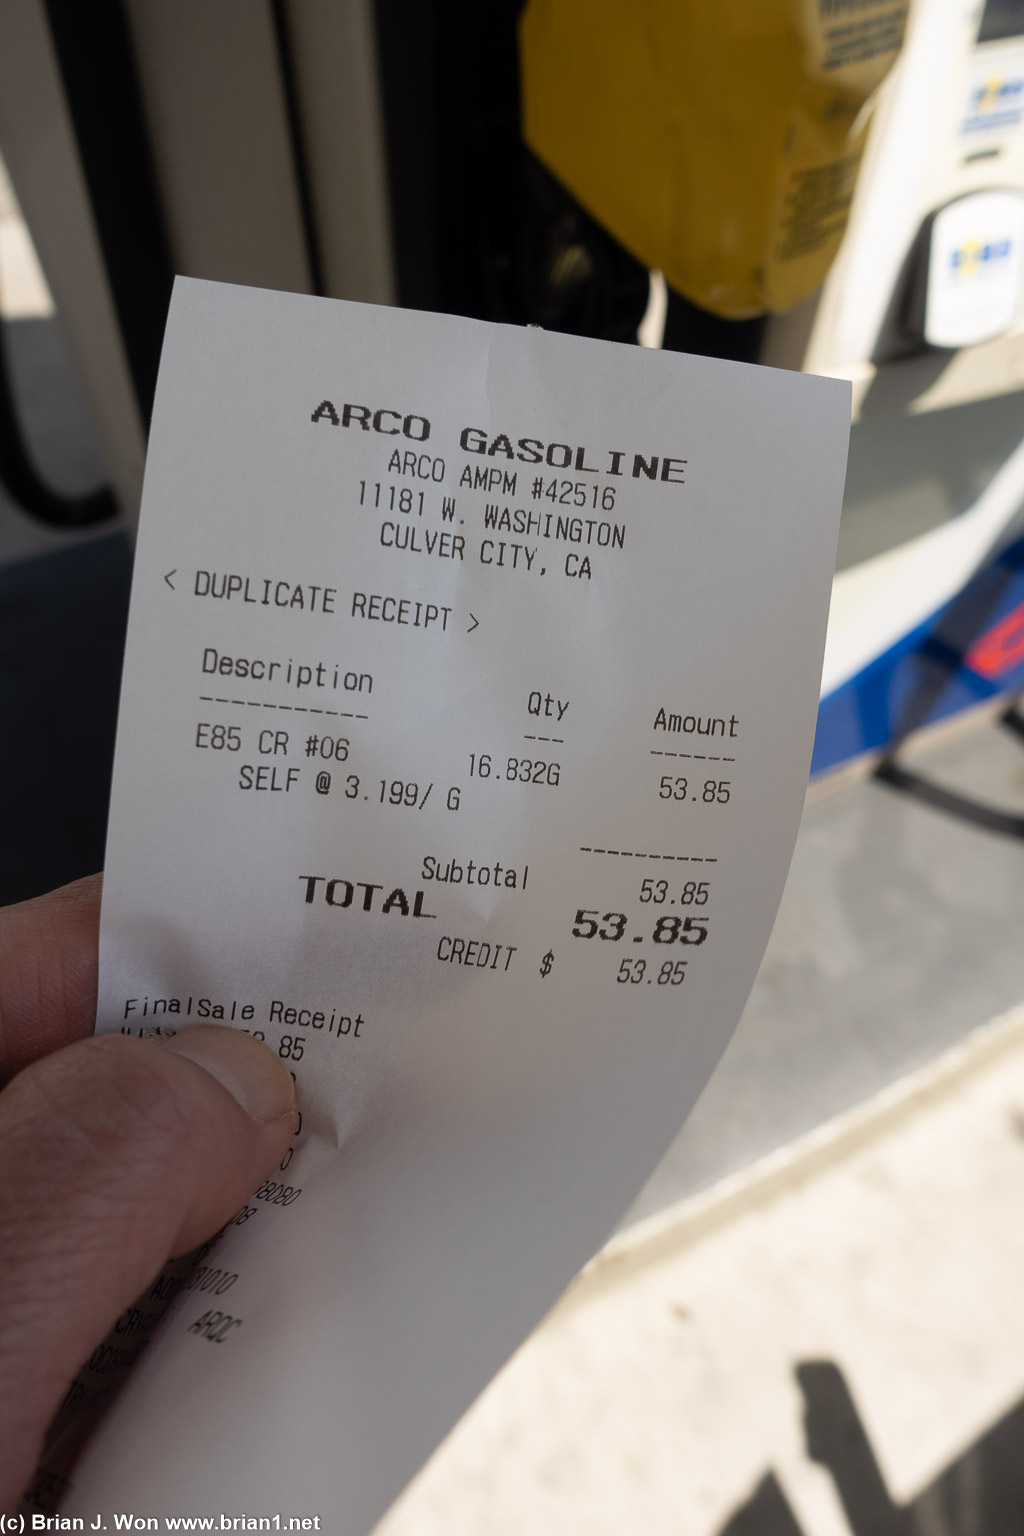 ARCO GASOLINE
ARCO AMPM #42516
11181 W. WASHINGTON
CULVER CITY, CA
< DUPLICATE RECEIPT >
Description Qty Amount
----------- --- ------
E85 CR #06 16.832G 53.85
SELF @ 3.199/ G
----------
Subtotal 53.85
TOTAL 53.85
CREDIT $ 53.85
FinalSale Receipt
.85
ARQC
(c) Brian J. Won www.brian1.net